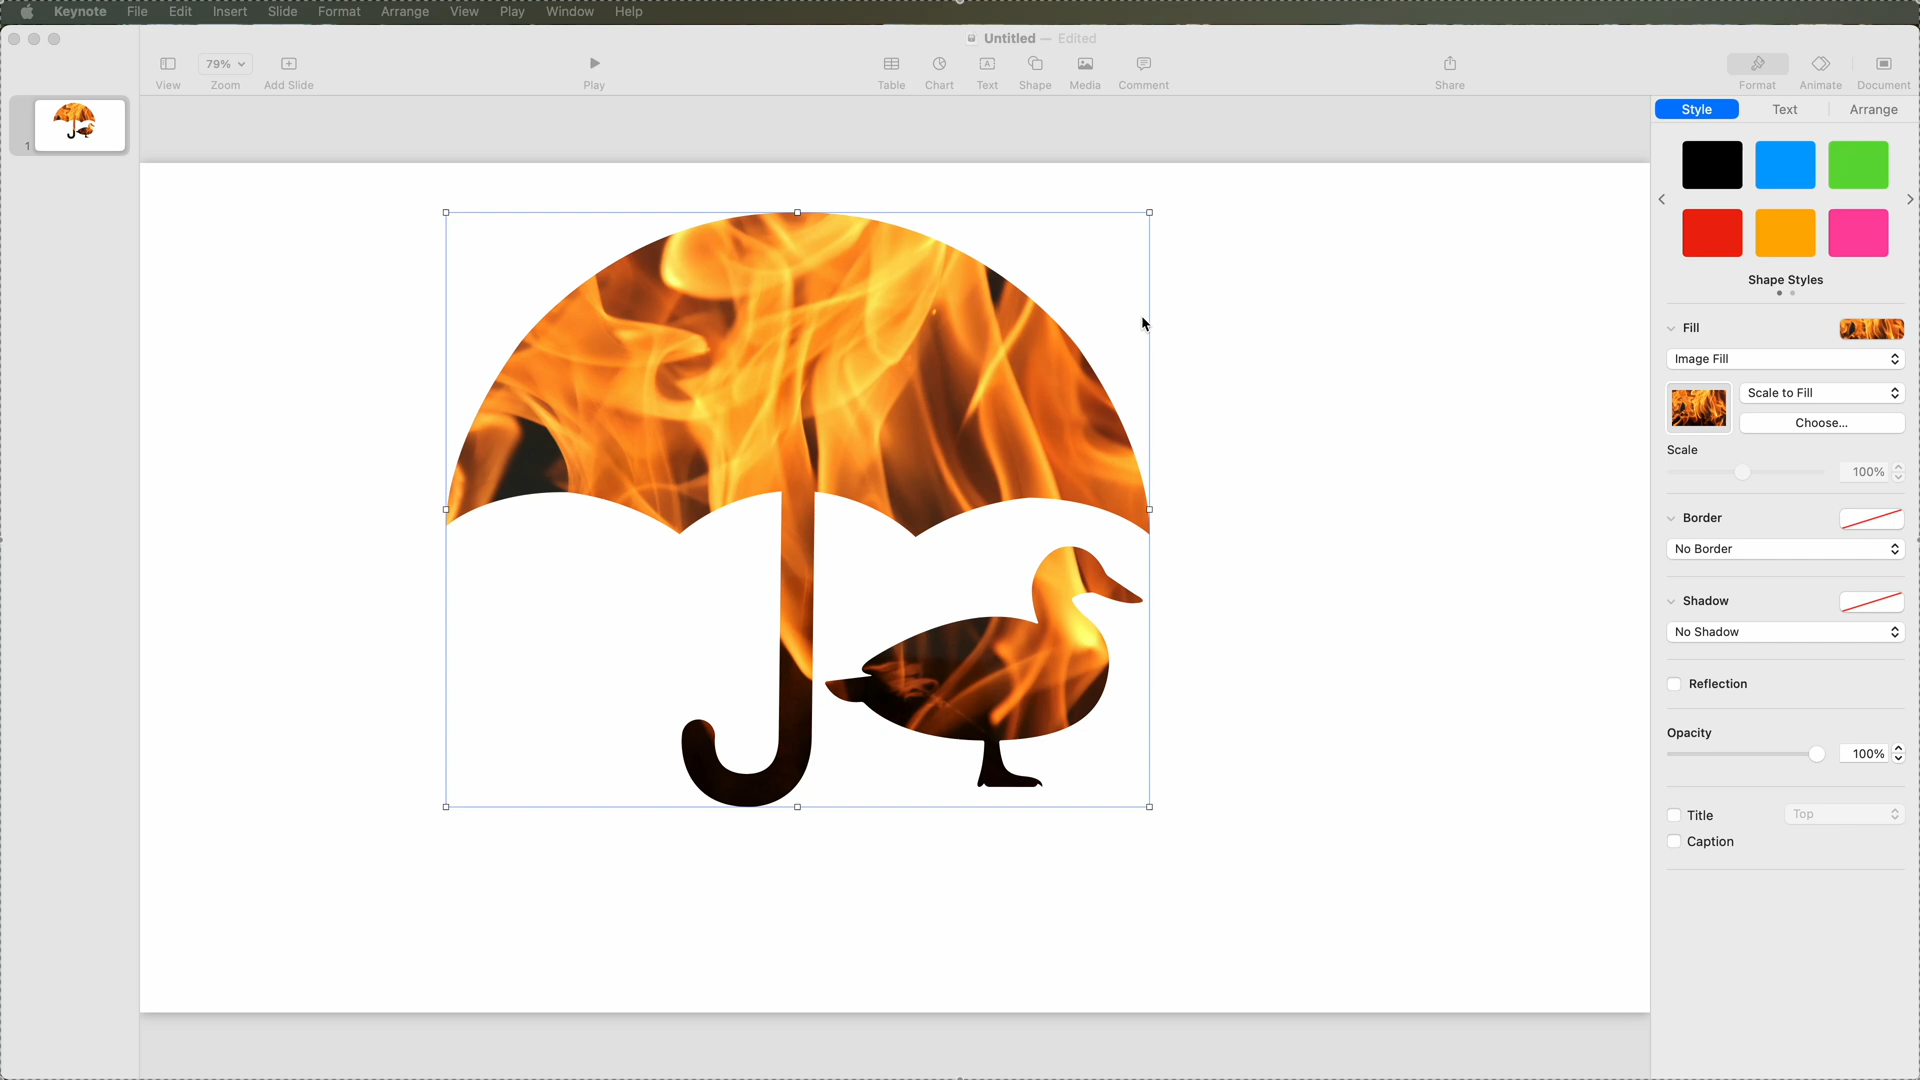 Keynote File Edit Insert Slide Format Arrange View Play Window Help
Untitled — Edited
79%
View Zoom Add Slide Play Table Chart Text Shape Media Comment Share Format Animate Document
Style Text Arrange
1
Shape Styles
Fill
Image Fill
Scale to Fill
Choose...
Scale
100%
Border
No Border
Shadow
No Shadow
Reflection
Opacity
100%
Title Top
Caption